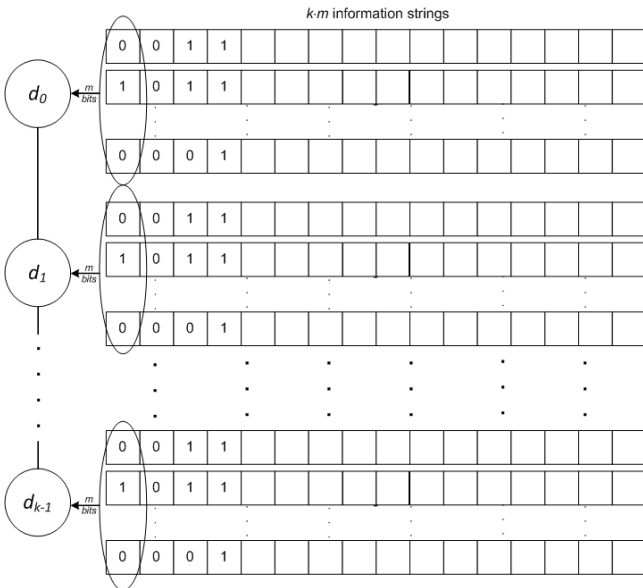 k·m information strings
0 0 1 1
d0 m bits 1 0 1 1
0 0 0 1
0 0 1 1
d1 m bits 1 0 1 1
0 0 0 1
0 0 1 1
dk-1 m bits 1 0 1 1
0 0 0 1